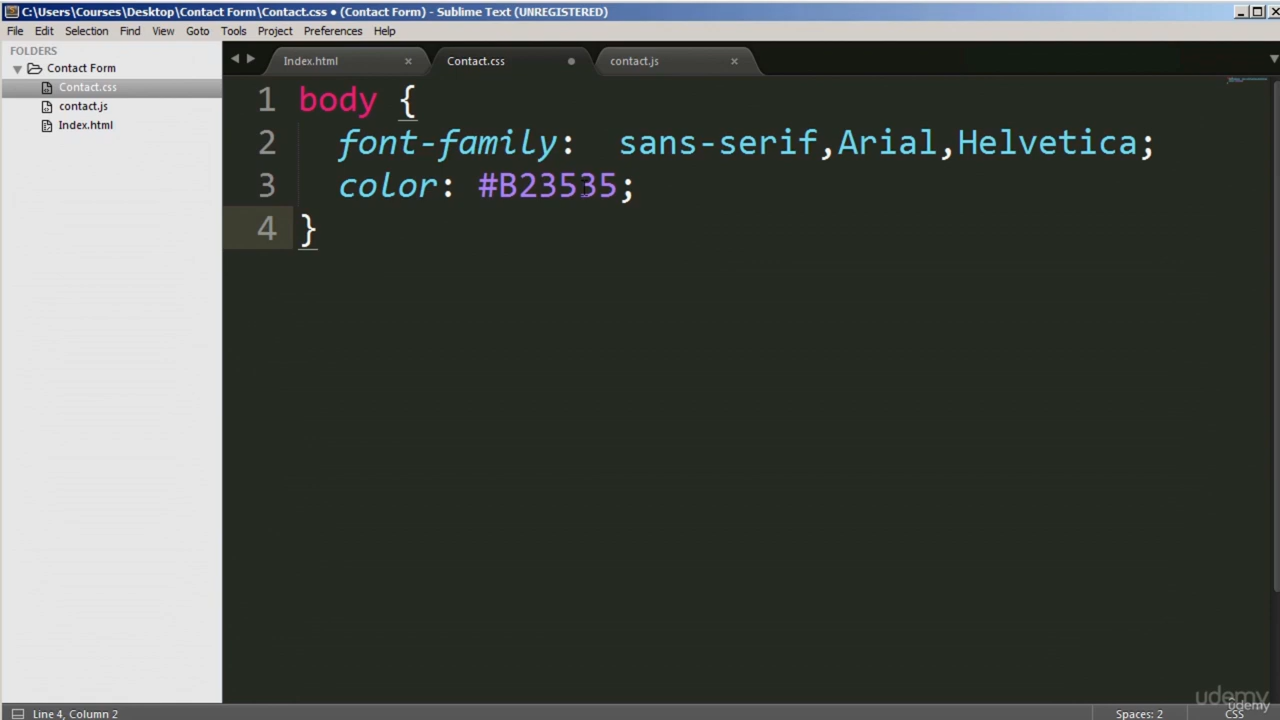 C:\Users\Courses\Desktop\Contact Form\Contact.css • (Contact Form) - Sublime Text (UNREGISTERED)
File Edit Selection Find View Goto Tools Project Preferences Help
FOLDERS
Contact Form
Contact.css
contact.js
Index.html
Index.html Contact.css contact.js
1 body {
2 font-family:  sans-serif,Arial,Helvetica;
3 color: #B23535;
4 }
Line 4, Column 2
Spaces: 2
CSS
udemy
udemy